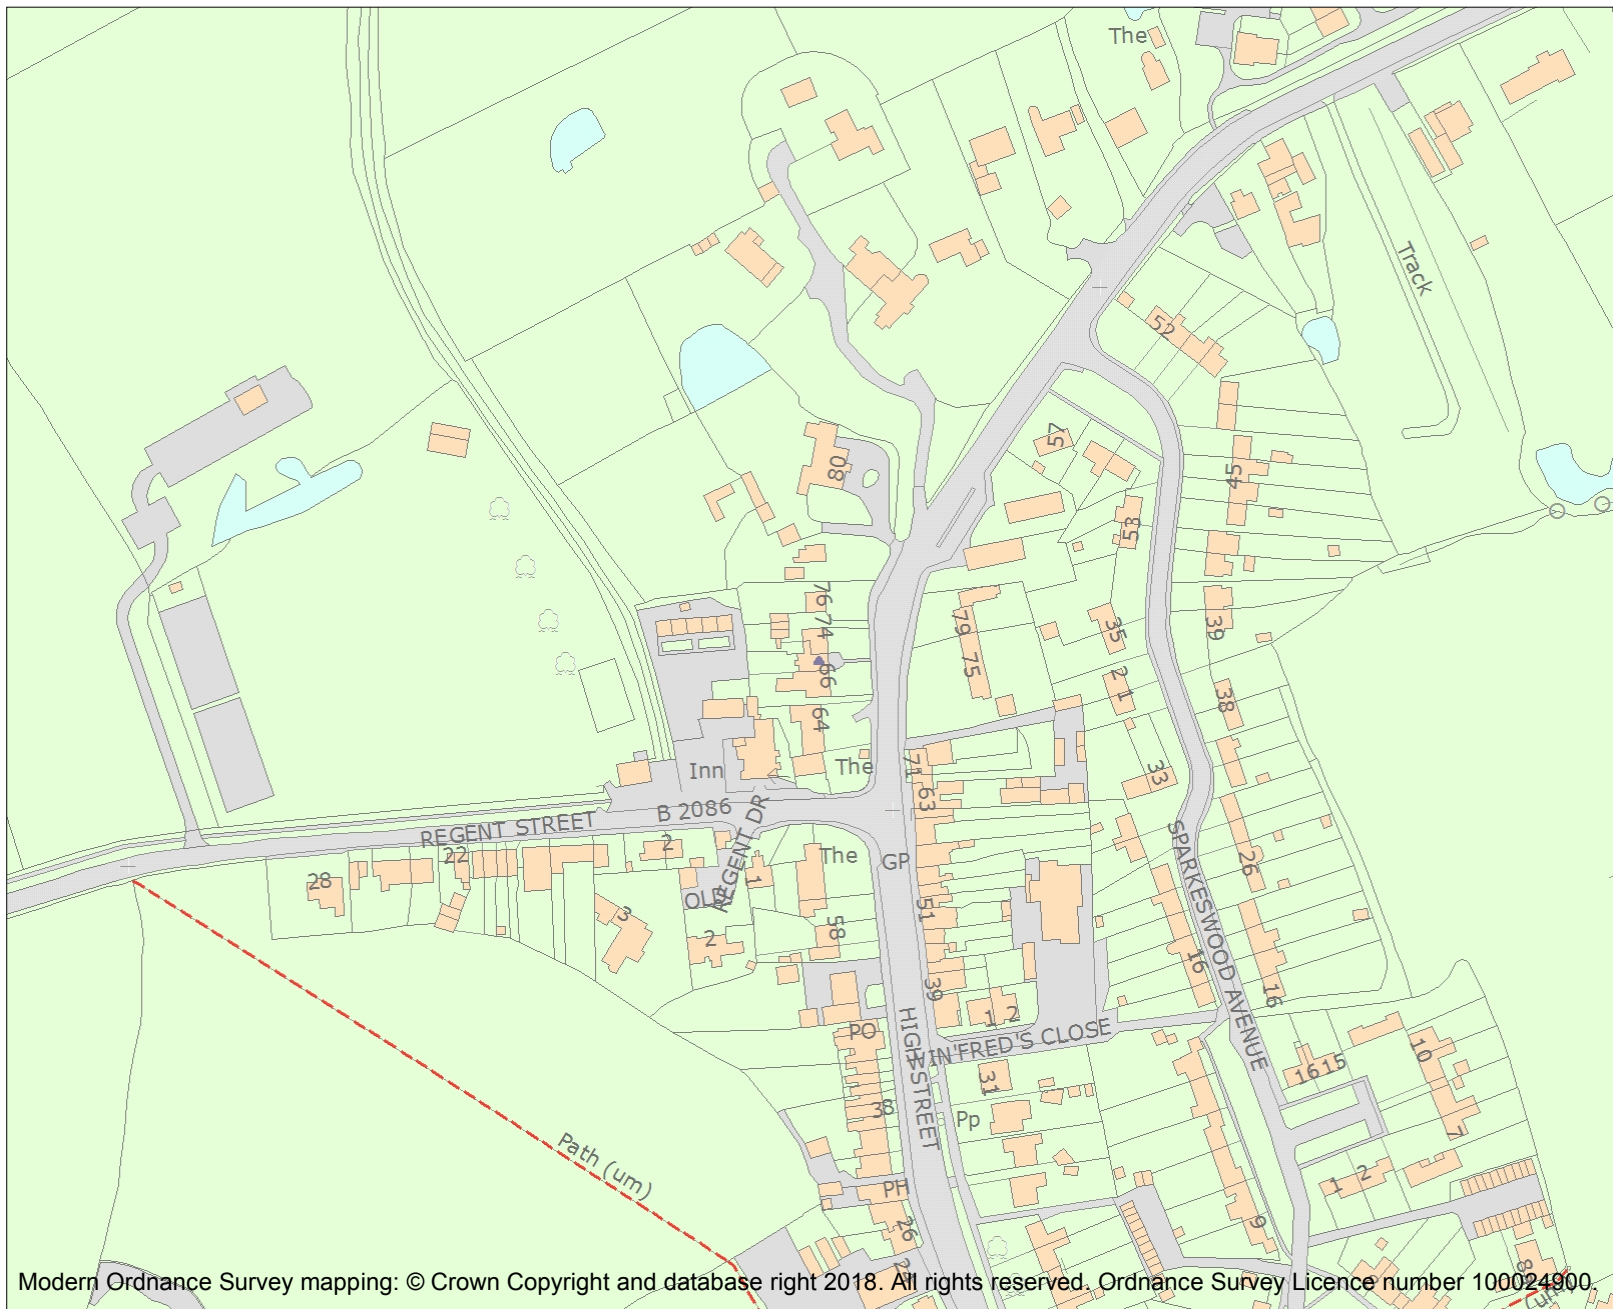 The
52
Track
57
80
45
53
76
74
79
39
35
75
66
2 1
38
64
Inn
The
71
33
63
B 2086
REGENT STREET
REGENT DR
2
22
The
GP
28
1
26
OLD
51
3
58
2
SPARKESWOOD AVENUE
16
39
16
1 2
HIGH STREET
PO
WINIFRED'S CLOSE
10
16 15
31
38
Pp
7
Path (um)
PH
1 2
26
9
Modern Ordnance Survey mapping: © Crown Copyright and database right 2018. All rights reserved. Ordnance Survey Licence number 100024900.